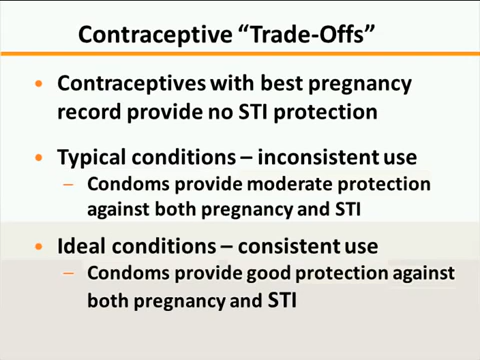 Contraceptive “Trade-Offs”
• Contraceptives with best pregnancy
record provide no STI protection
• Typical conditions – inconsistent use
– Condoms provide moderate protection
against both pregnancy and STI
• Ideal conditions – consistent use
– Condoms provide good protection against
both pregnancy and STI